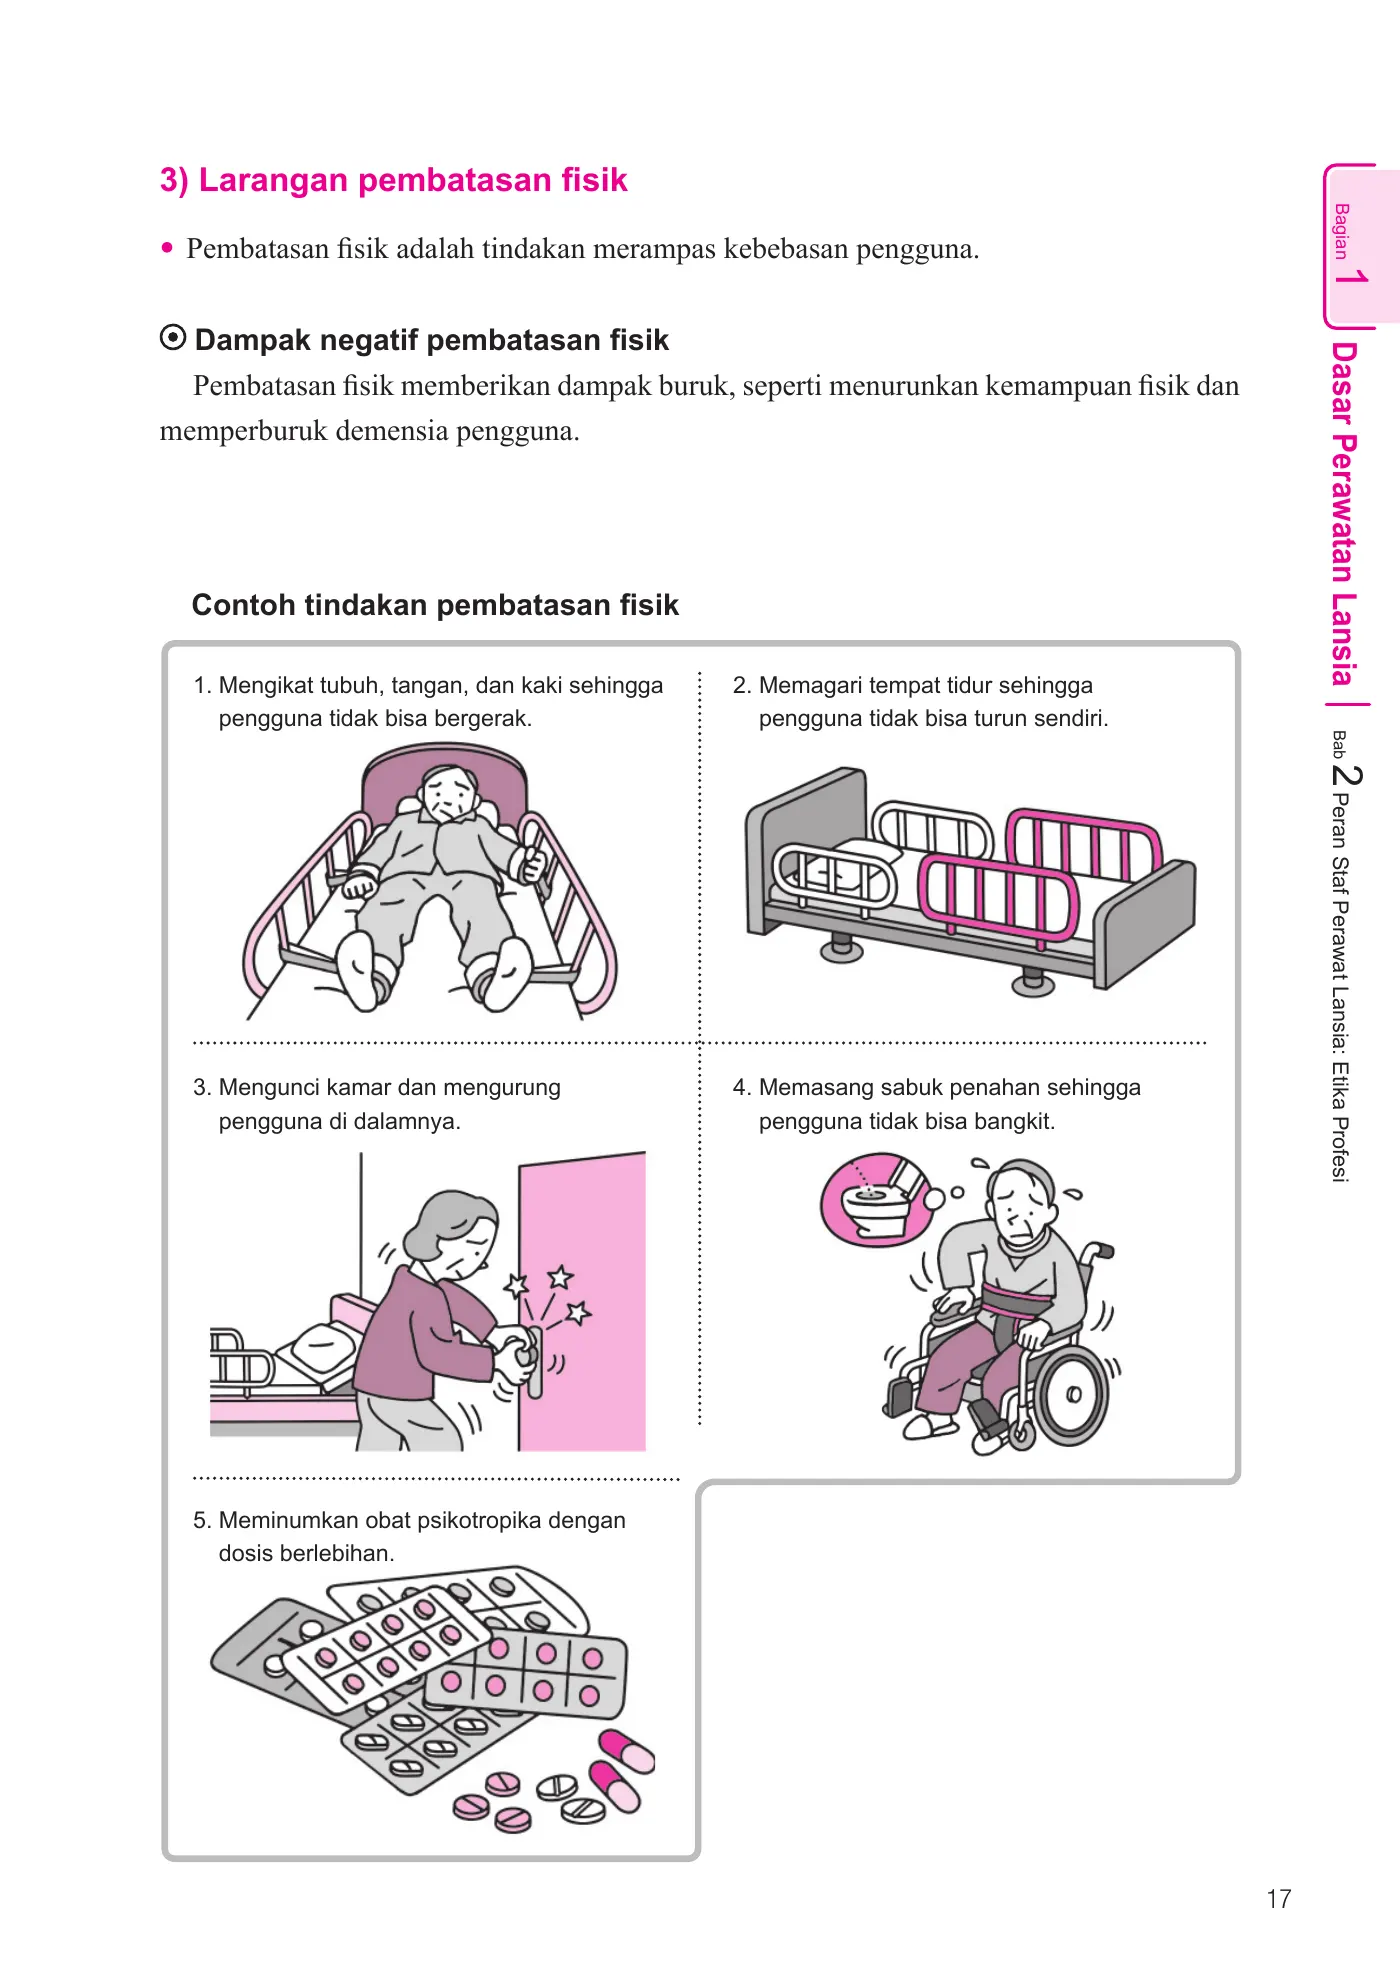 3) Larangan pembatasan fisik
• Pembatasan fisik adalah tindakan merampas kebebasan pengguna.
Dampak negatif pembatasan fisik
Pembatasan fisik memberikan dampak buruk, seperti menurunkan kemampuan fisik dan
memperburuk demensia pengguna.
Contoh tindakan pembatasan fisik
1. Mengikat tubuh, tangan, dan kaki sehingga
pengguna tidak bisa bergerak.
2. Memagari tempat tidur sehingga
pengguna tidak bisa turun sendiri.
3. Mengunci kamar dan mengurung
pengguna di dalamnya.
4. Memasang sabuk penahan sehingga
pengguna tidak bisa bangkit.
5. Meminumkan obat psikotropika dengan
dosis berlebihan.
Bagian 1 Dasar Perawatan Lansia
Bab 2 Peran Staf Perawat Lansia: Etika Profesi
17